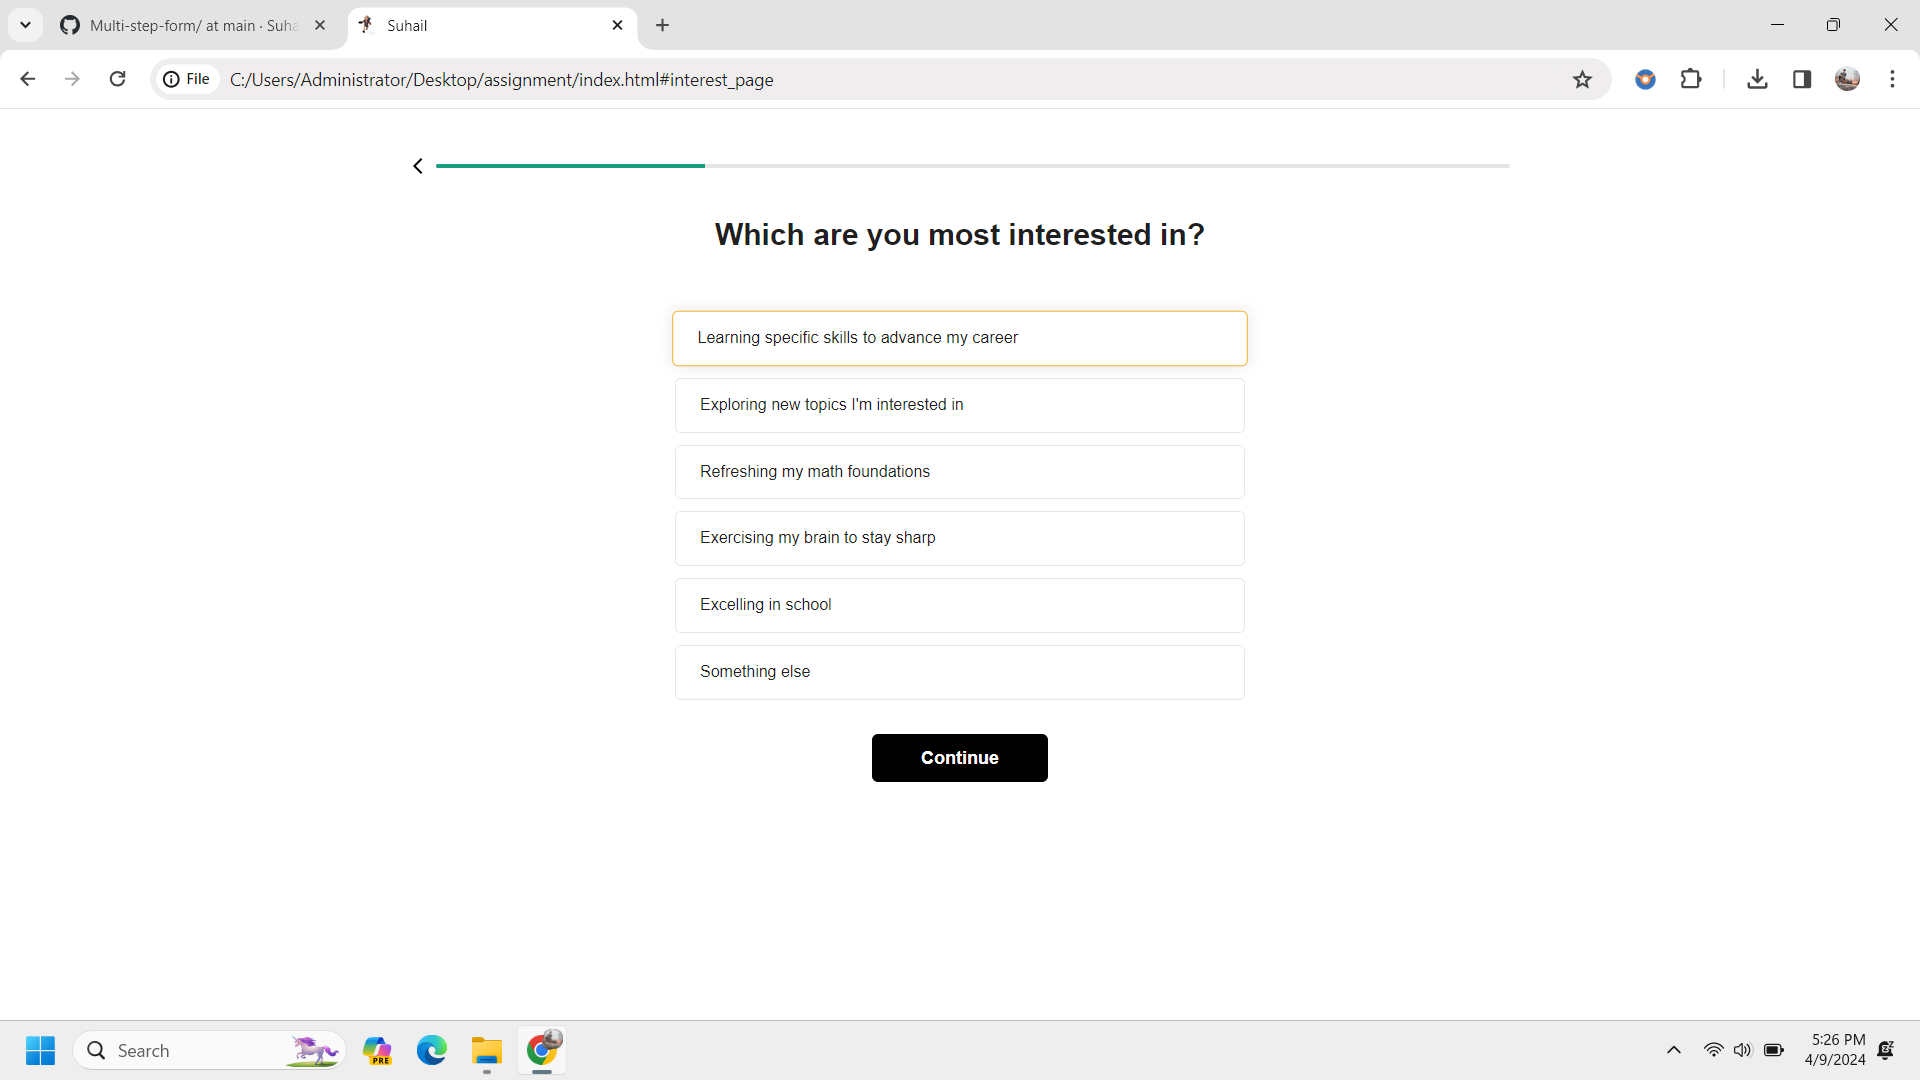 Multi-step-form/ at main · Suha
Suhail
File
C:/Users/Administrator/Desktop/assignment/index.html#interest_page
Which are you most interested in?
Learning specific skills to advance my career
Exploring new topics I'm interested in
Refreshing my math foundations
Exercising my brain to stay sharp
Excelling in school
Something else
Continue
Search
PRE
5:26 PM
4/9/2024